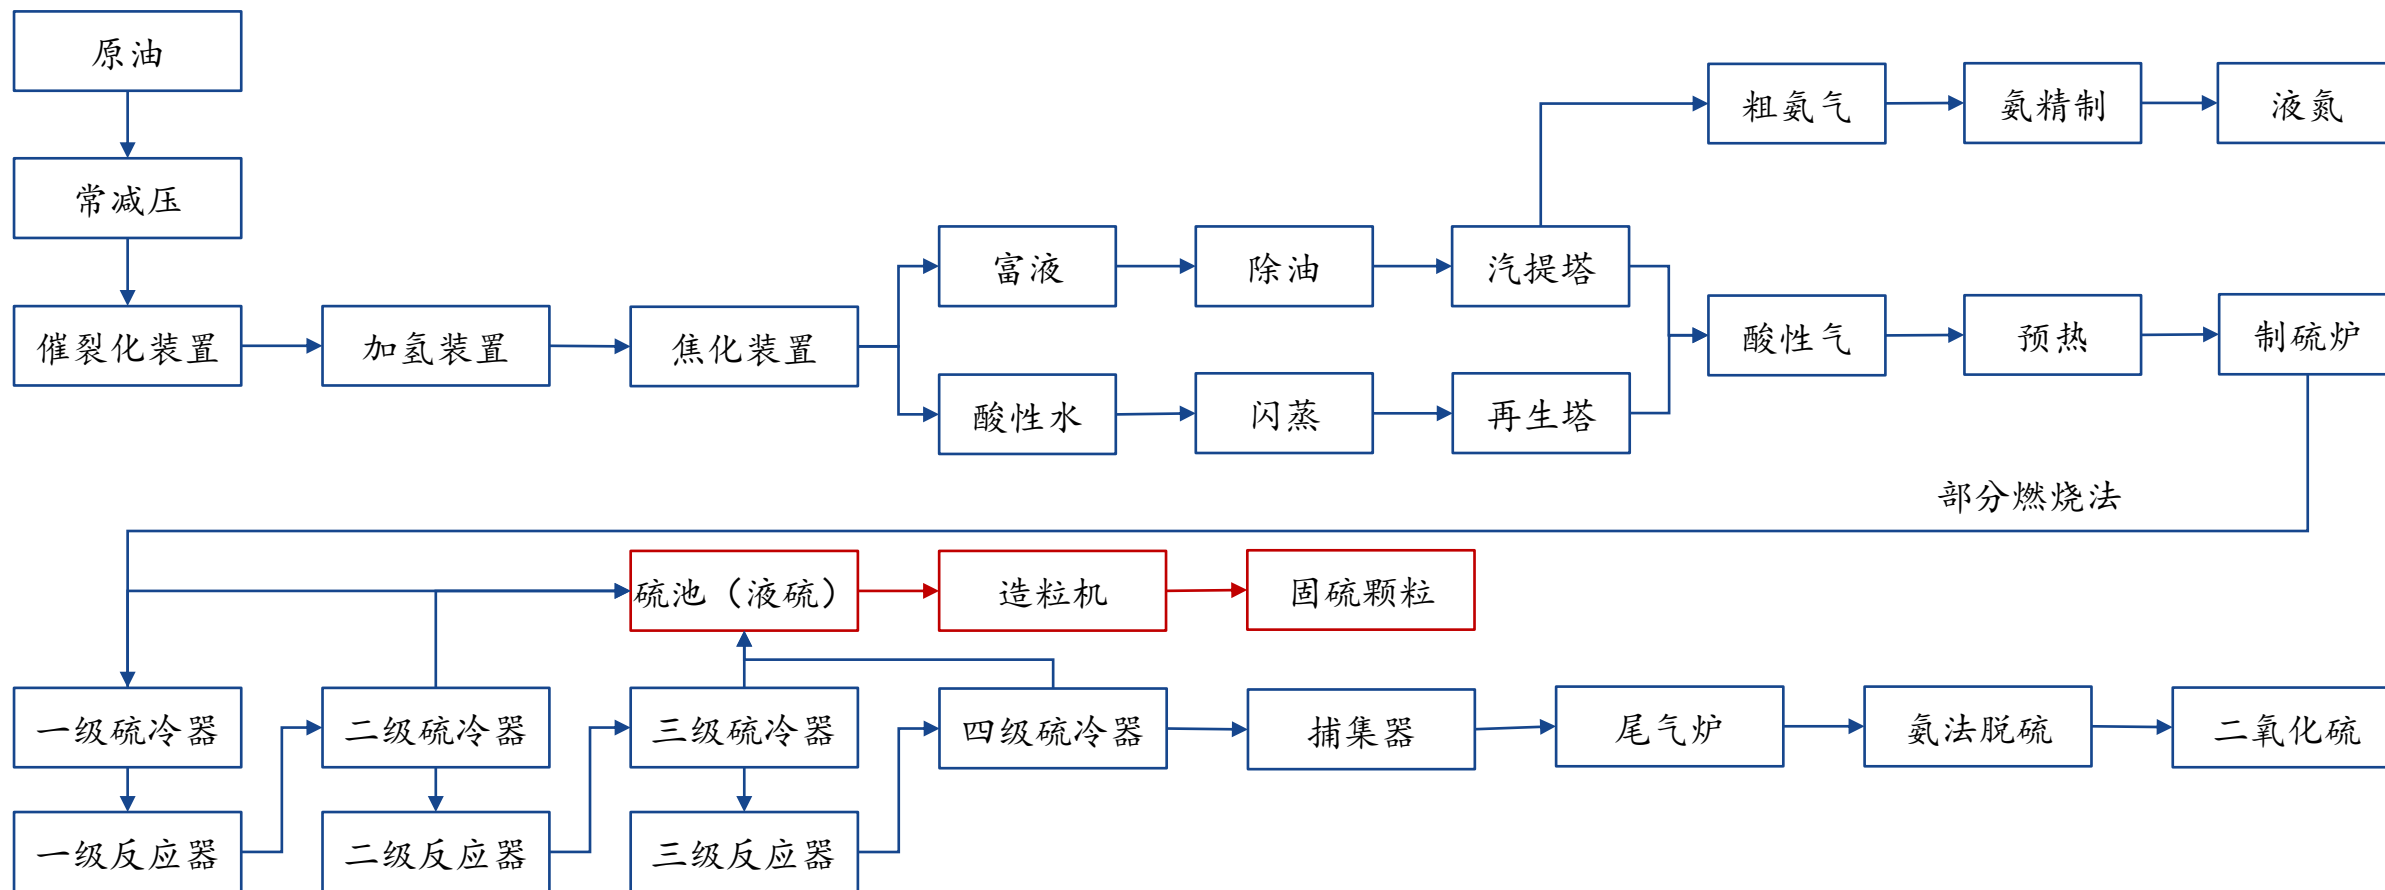 原油
粗氨气
氨精制
液氮
常减压
富液
除油
汽提塔
催裂化装置
加氢装置
焦化装置
酸性气
预热
制硫炉
酸性水
闪蒸
再生塔
部分燃烧法
硫池（液硫）
造粒机
固硫颗粒
一级硫冷器
二级硫冷器
三级硫冷器
四级硫冷器
捕集器
尾气炉
氨法脱硫
二氧化硫
一级反应器
二级反应器
三级反应器